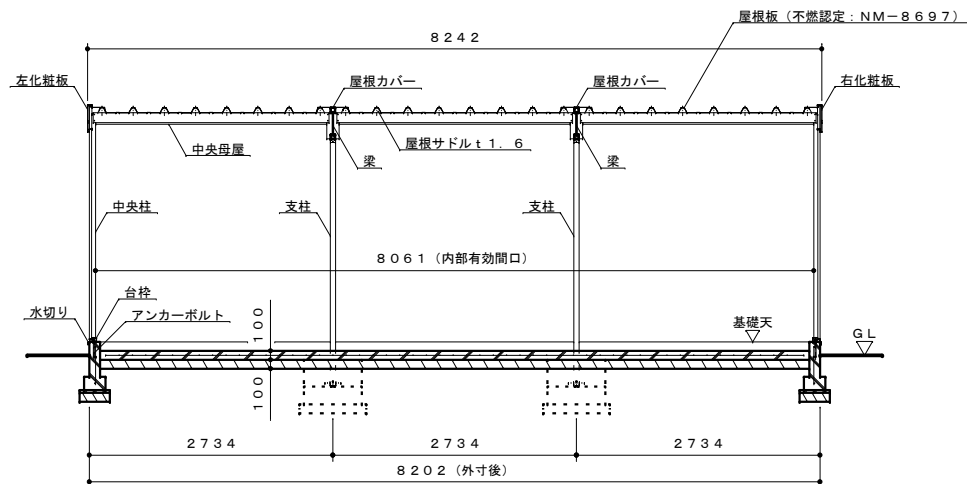 屋根板（不燃認定：NM－8697）
8242
左化粧板
屋根カバー
屋根カバー
右化粧板
中央母屋
屋根サドルt1．6
梁
梁
中央柱
支柱
支柱
8061（内部有効間口）
台枠
水切り
アンカーボルト
100
基礎天
GL
100
2734
2734
2734
8202（外寸後）